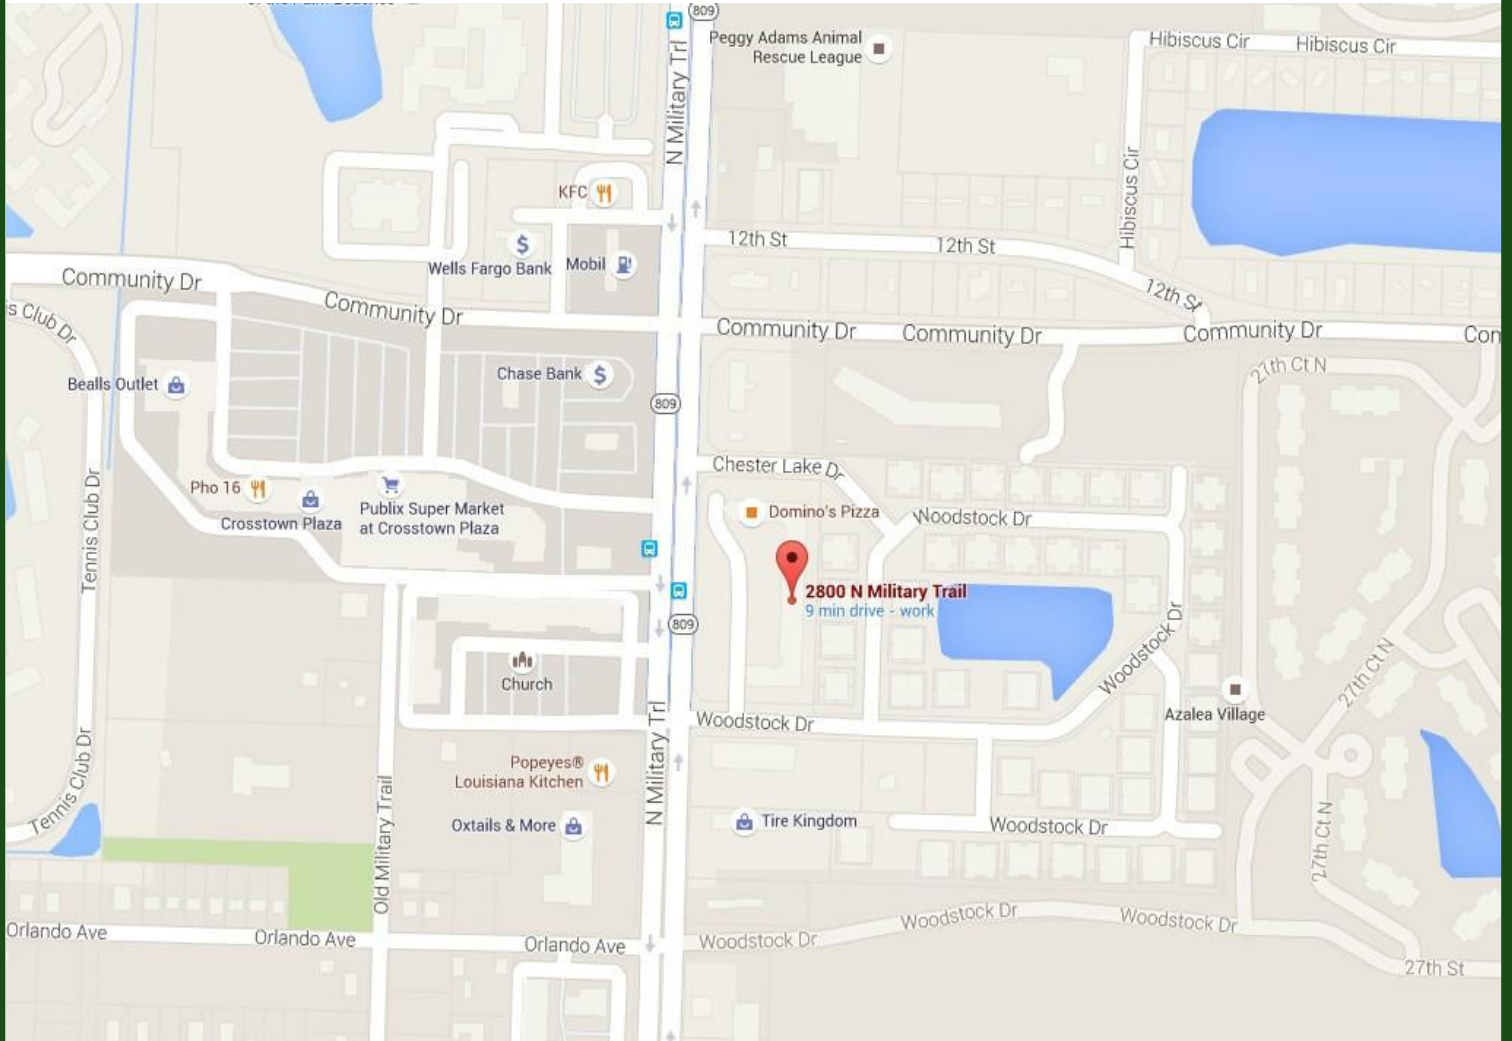 809
N Military Trl
Peggy Adams Animal
Rescue League
Hibiscus Cir
Hibiscus Cir
Hibiscus Cir
KFC
12th St
12th St
12th St
Wells Fargo Bank
Mobil
Community Dr
Community Dr
Community Dr
Community Dr
Community Dr
Con
is Club Dr
Bealls Outlet
Chase Bank
27th Ct N
809
Chester Lake Dr
Pho 16
Crosstown Plaza
Publix Super Market
at Crosstown Plaza
Domino's Pizza
Woodstock Dr
Tennis Club Dr
2800 N Military Trail
9 min drive - work
809
Woodstock Dr
27th Ct N
Church
Azalea Village
Woodstock Dr
N Military Trl
Popeyes®
Louisiana Kitchen
Tennis Club Dr
Old Military Trail
Oxtails & More
Tire Kingdom
Woodstock Dr
27th Ct N
Orlando Ave
Orlando Ave
Orlando Ave
Woodstock Dr
Woodstock Dr
Woodstock Dr
27th St